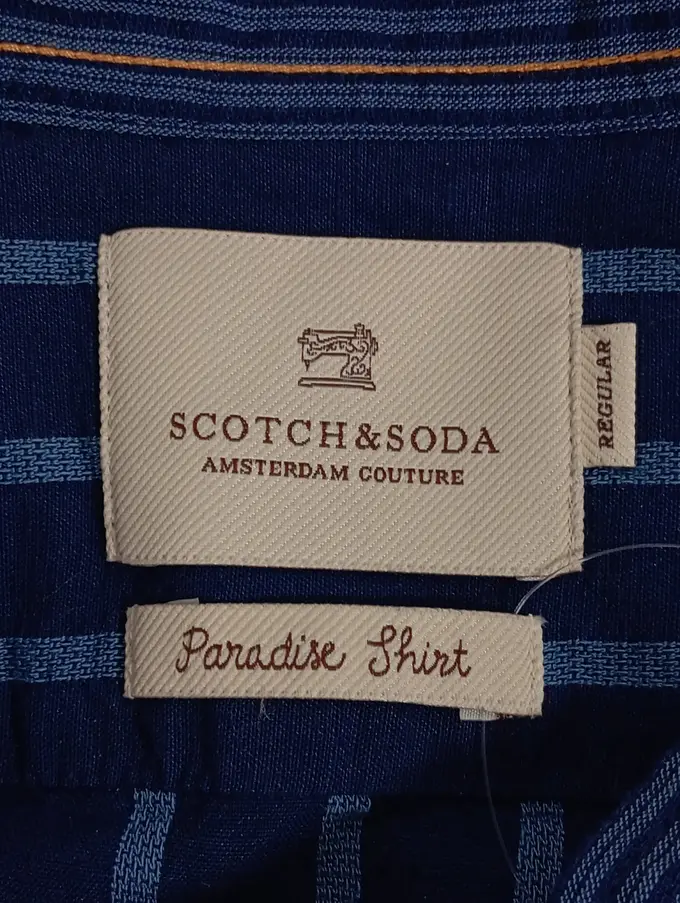 SCOTCH&SODA
AMSTERDAM COUTURE
REGULAR
Paradise Shirt